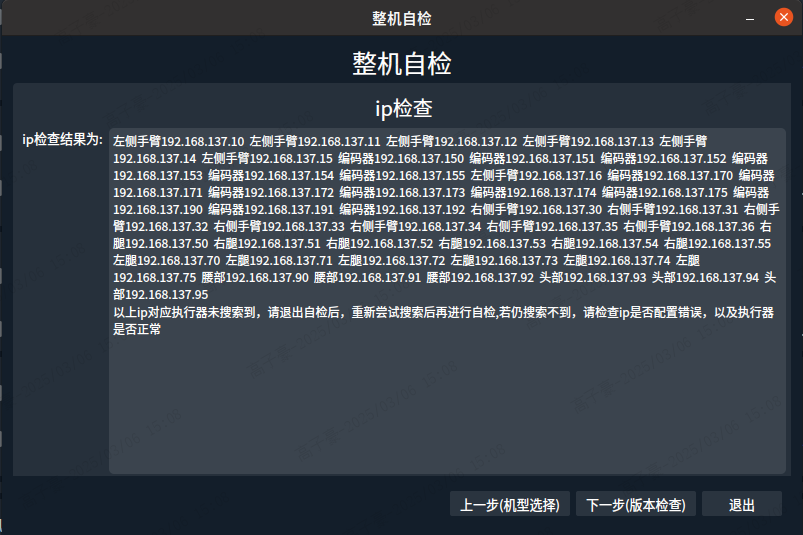 整机自检
整机自检
ip检查
ip检查结果为:
左侧手臂192.168.137.10 左侧手臂192.168.137.11 左侧手臂192.168.137.12 左侧手臂192.168.137.13 左侧手臂
192.168.137.14 左侧手臂192.168.137.15 编码器192.168.137.150 编码器192.168.137.151 编码器192.168.137.152 编码器
192.168.137.153 编码器192.168.137.154 编码器192.168.137.155 左侧手臂192.168.137.16 编码器192.168.137.170 编码器
192.168.137.171 编码器192.168.137.172 编码器192.168.137.173 编码器192.168.137.174 编码器192.168.137.175 编码器
192.168.137.190 编码器192.168.137.191 编码器192.168.137.192 右侧手臂192.168.137.30 右侧手臂192.168.137.31 右侧手
臂192.168.137.32 右侧手臂192.168.137.33 右侧手臂192.168.137.34 右侧手臂192.168.137.35 右侧手臂192.168.137.36 右
腿192.168.137.50 右腿192.168.137.51 右腿192.168.137.52 右腿192.168.137.53 右腿192.168.137.54 右腿192.168.137.55
左腿192.168.137.70 左腿192.168.137.71 左腿192.168.137.72 左腿192.168.137.73 左腿192.168.137.74 左腿
192.168.137.75 腰部192.168.137.90 腰部192.168.137.91 腰部192.168.137.92 头部192.168.137.93 头部192.168.137.94 头
部192.168.137.95
以上ip对应执行器未搜索到，请退出自检后，重新尝试搜索后再进行自检,若仍搜索不到，请检查ip是否配置错误，以及执行器
是否正常
上一步(机型选择) 下一步(版本检查) 退出